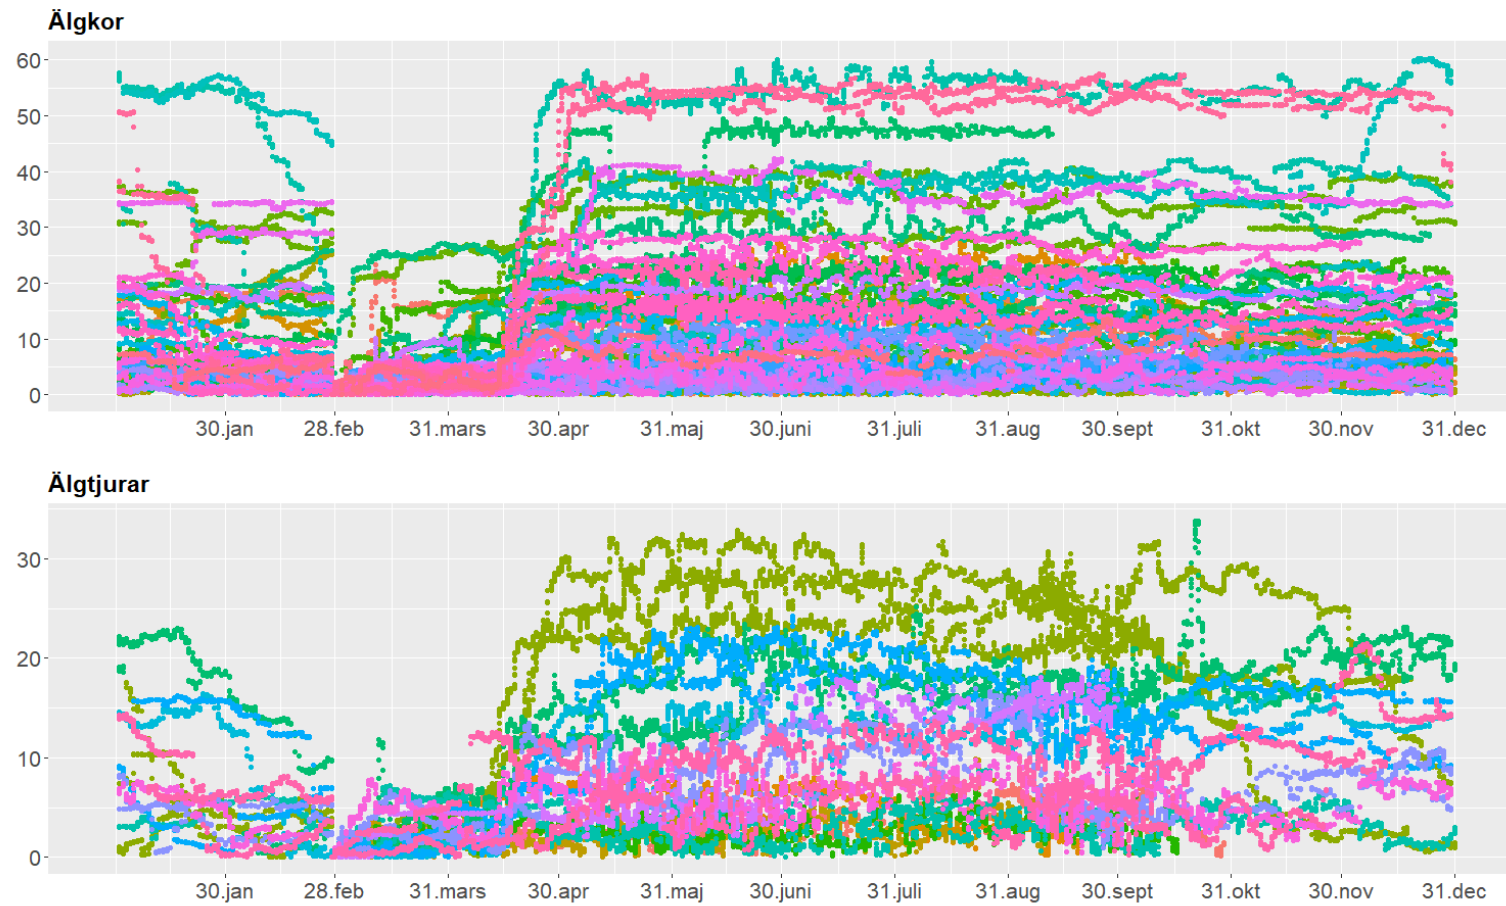 Älgkor
60
50
40
30
20
10
0
30.jan 28.feb 31.mars 30.apr 31.maj 30.juni 31.juli 31.aug 30.sept 31.okt 30.nov 31.dec
Älgtjurar
30
20
10
0
30.jan 28.feb 31.mars 30.apr 31.maj 30.juni 31.juli 31.aug 30.sept 31.okt 30.nov 31.dec